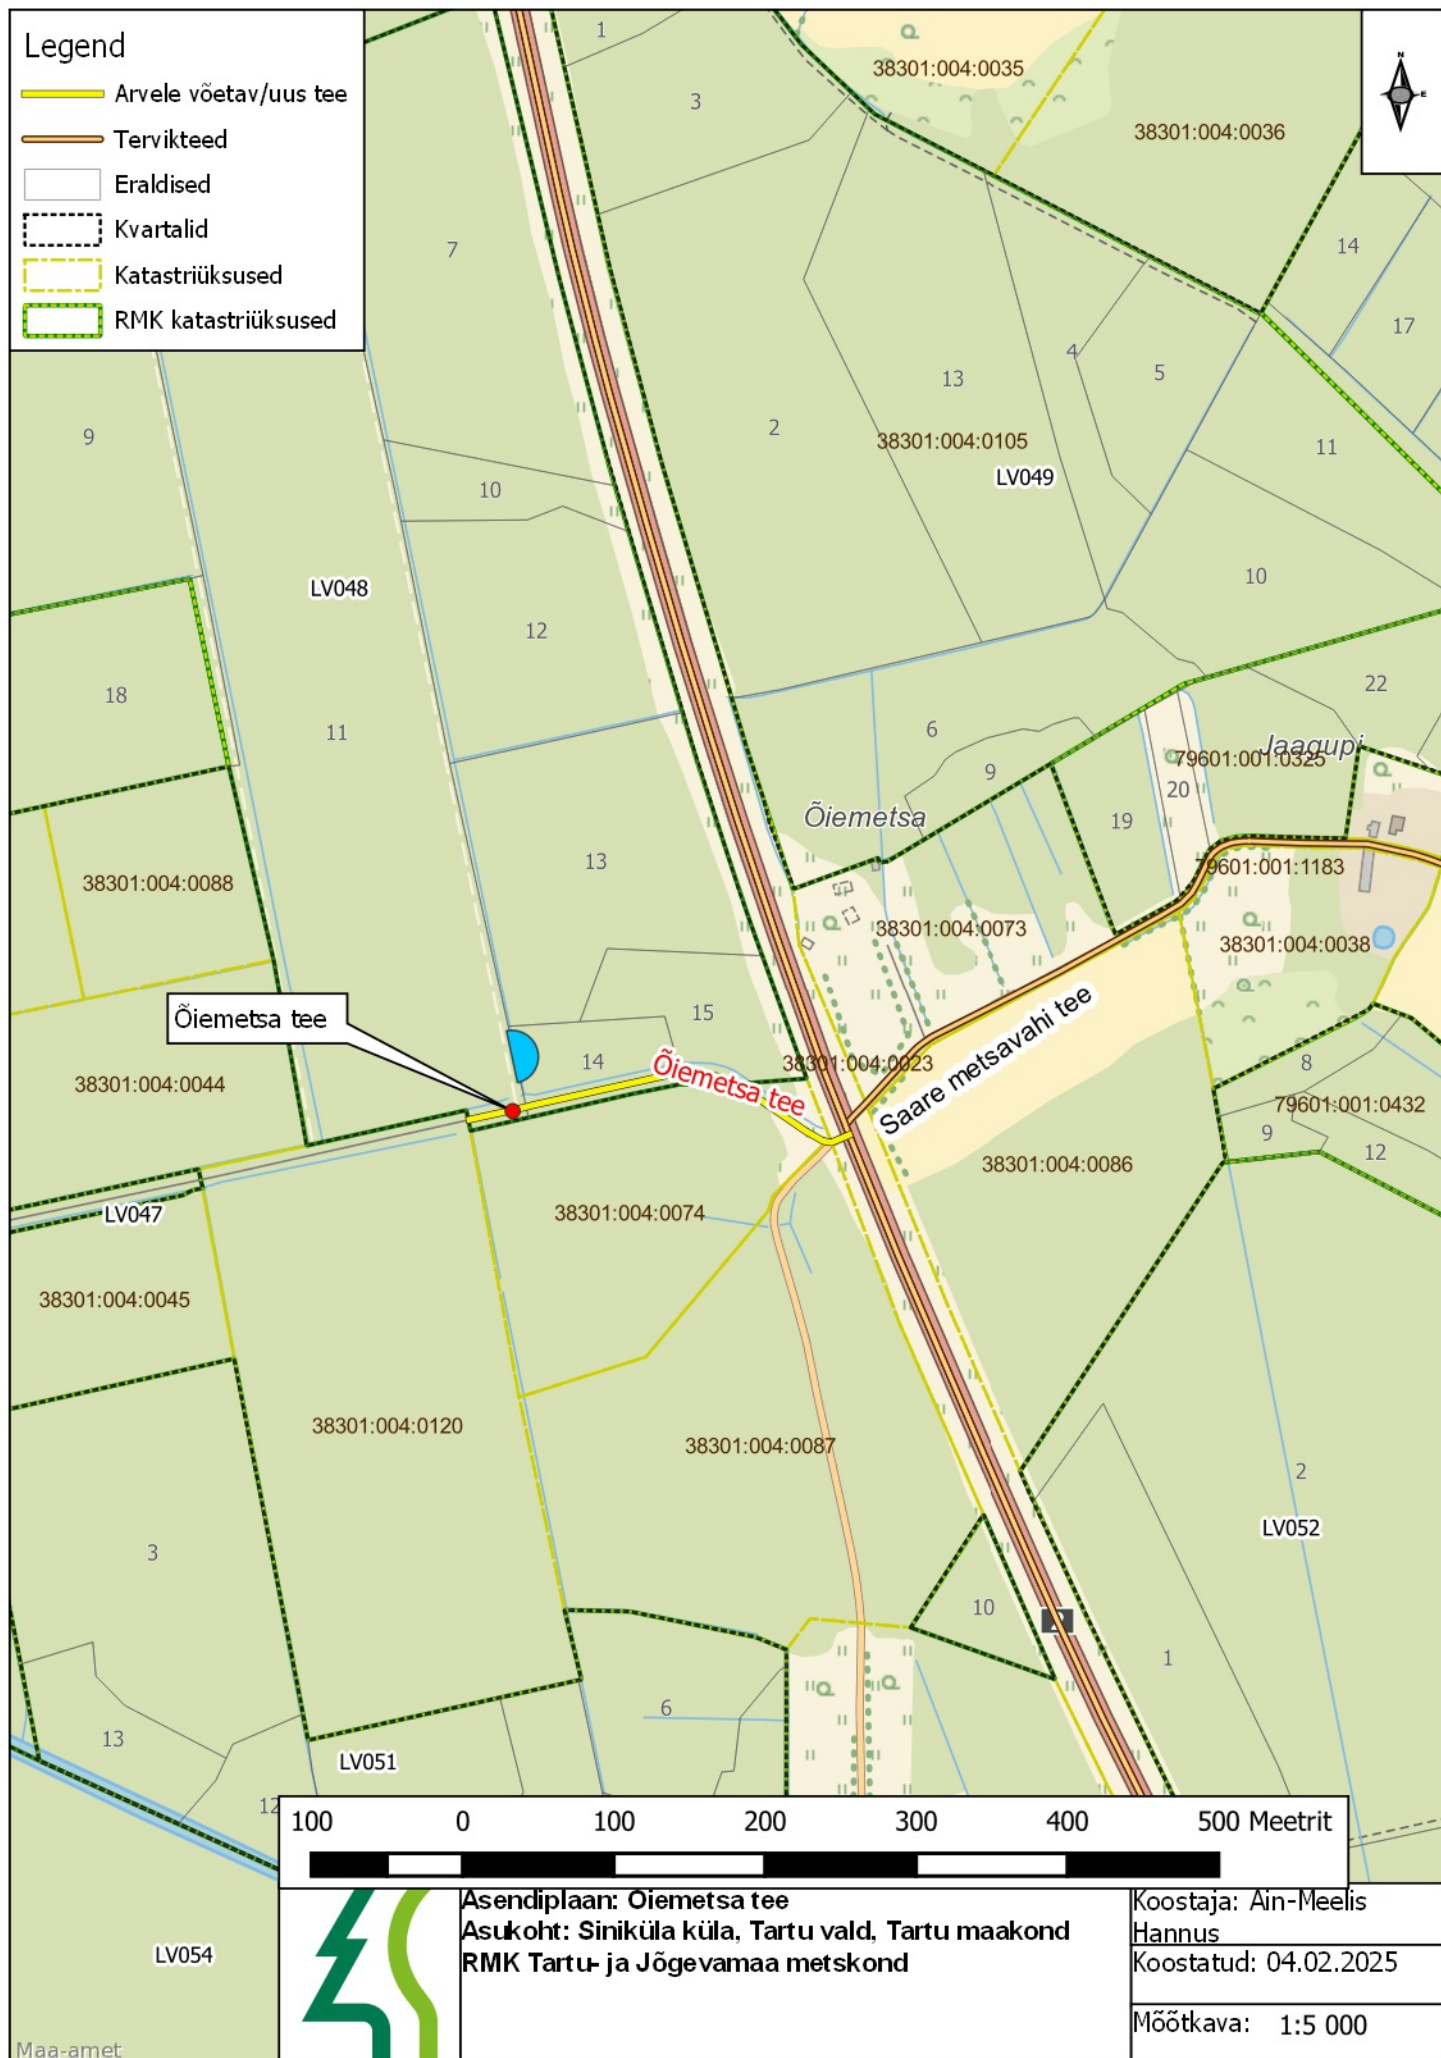 Legend
Arvele võetav/uus tee
Tervikteed
Eraldised
Kvartalid
Katastriüksused
RMK katastriüksused
N
E
1
38301:004:0035
3
38301:004:0036
7
14
17
4
5
13
9
2
38301:004:0105
11
LV049
10
10
LV048
12
18
22
11
6
Jaagupi
79601:001:0325
9
20
Õiemetsa
19
13
79601:001:1183
38301:004:0088
38301:004:0073
38301:004:0038
Õiemetsa tee
15
Saare metsavahi tee
14
38301:004:0023
8
38301:004:0044
Õiemetsa tee
79601:001:0432
9
12
38301:004:0086
LV047
38301:004:0074
38301:004:0045
38301:004:0120
38301:004:0087
2
LV052
3
10
2
1
6
13
LV051
12
100 0 100 200 300 400 500 Meetrit
Asendiplaan: Õiemetsa tee
Asukoht: Siniküla küla, Tartu vald, Tartu maakond
RMK Tartu- ja Jõgevamaa metskond
Koostaja: Ain-Meelis
Hannus
Koostatud: 04.02.2025
Mõõtkava: 1:5 000
LV054
Maa-amet